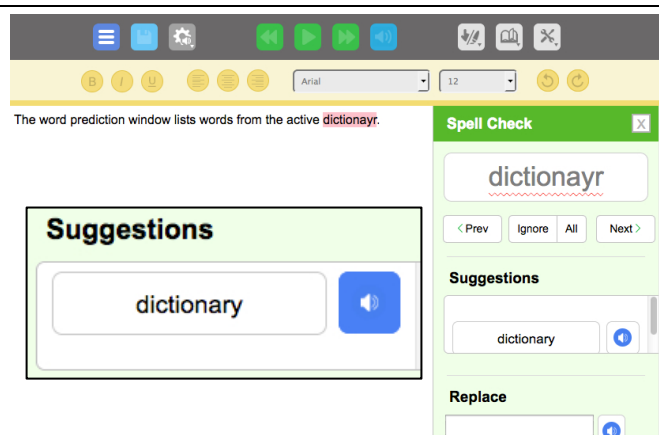 B I U Arial 12
The word prediction window lists words from the active dictionayr.
Spell Check X
dictionayr
< Prev Ignore All Next >
Suggestions
dictionary
Suggestions
dictionary
Replace